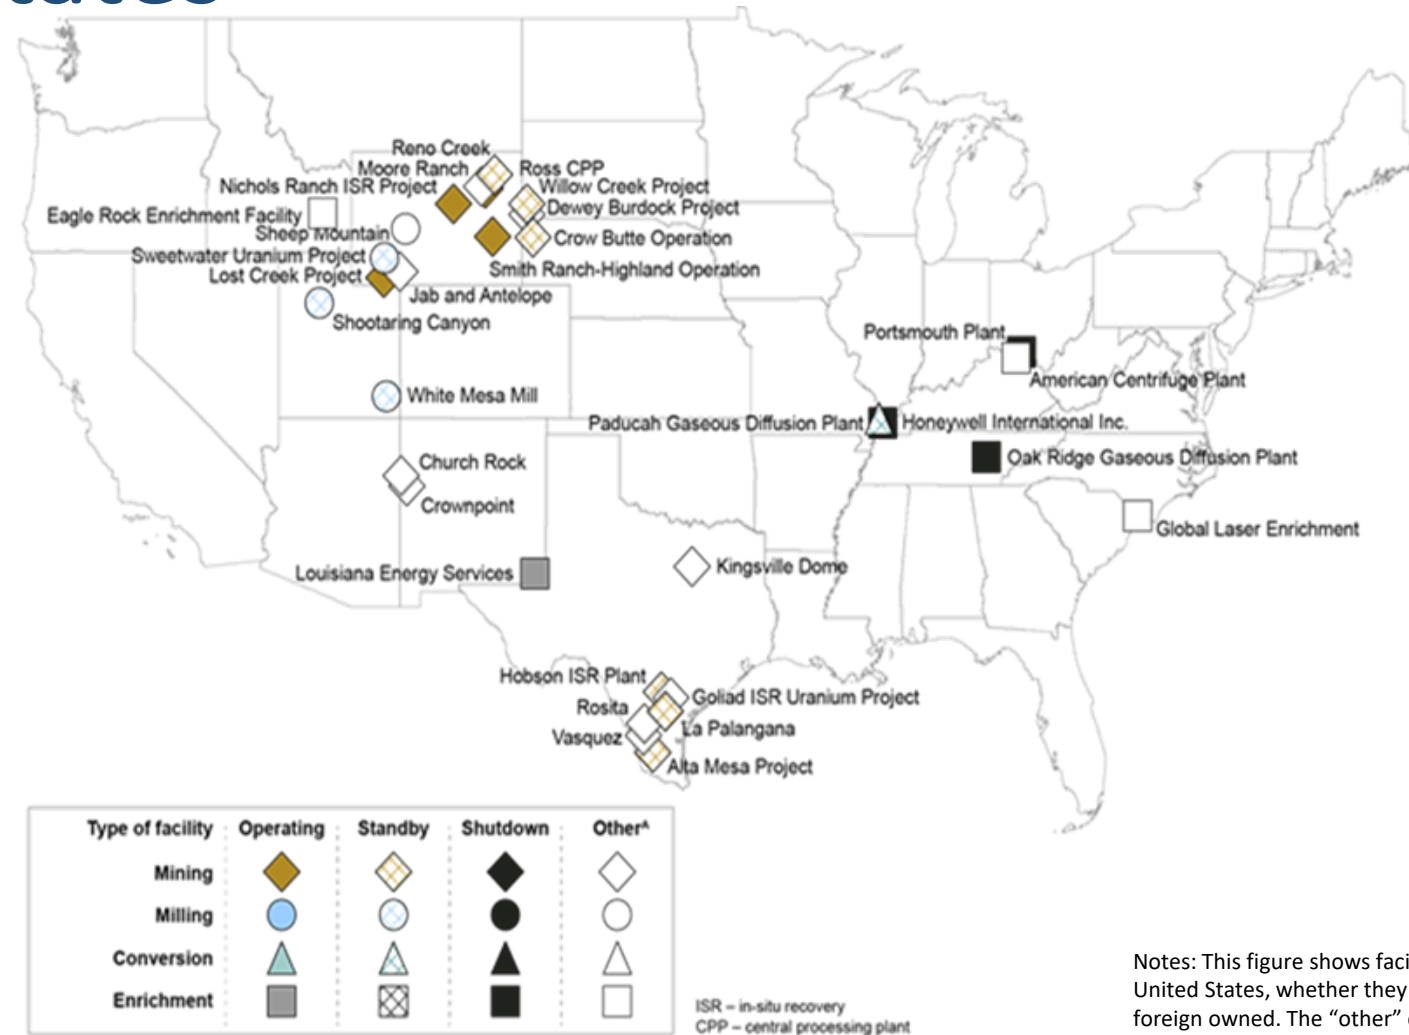 Reno Creek
Moore Ranch
Ross CPP
Nichols Ranch ISR Project
Willow Creek Project
Eagle Rock Enrichment Facility
Dewey Burdock Project
Sheep Mountain
Crow Butte Operation
Sweetwater Uranium Project
Smith Ranch-Highland Operation
Lost Creek Project
Jab and Antelope
Shootaring Canyon
Portsmouth Plant
American Centrifuge Plant
White Mesa Mill
Paducah Gaseous Diffusion Plant
Honeywell International Inc.
Church Rock
Oak Ridge Gaseous Diffusion Plant
Crownpoint
Global Laser Enrichment
Louisiana Energy Services
Kingsville Dome
Hobson ISR Plant
Goliad ISR Uranium Project
Rosita
La Palangana
Vasquez
Alta Mesa Project
Type of facility Operating Standby Shutdown Other^A
Mining
Milling
Conversion
Enrichment
ISR – in-situ recovery
CPP – central processing plant
Notes: This figure shows faci
United States, whether they
foreign owned. The “other”